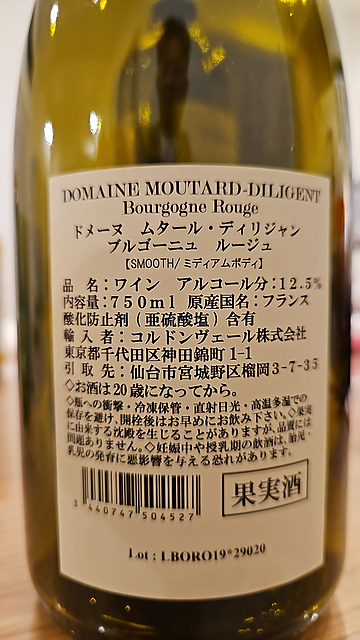 DOMAINE MOUTARD-DILIGENT
Bourgogne Rouge
ドメーヌ ムタール・ディリジャン
ブルゴーニュ ルージュ
【SMOOTH/ミディアムボディ】
品 名：ワイン アルコール分：12.5%
内容量：750ml 原産国名：フランス
酸化防止剤（亜硫酸塩）含有
輸 入 者：コルドンヴェール株式会社
東京都千代田区神田錦町1-1
引 取 先：仙台市宮城野区榴岡3-7-35
◇お酒は20歳になってから。
◇瓶への衝撃・冷凍保管・直射日光・高温多湿での
保存を避け、開栓後はお早めにお飲み下さい。◇果実
に由来する沈殿を生じることがありますが、品質には
問題ありません。◇妊娠中や授乳期の飲酒は、胎児・
乳児の発育に悪影響を与える恐れがあります。
果実酒
3 440747 504527
Lot : LBORO19*29020